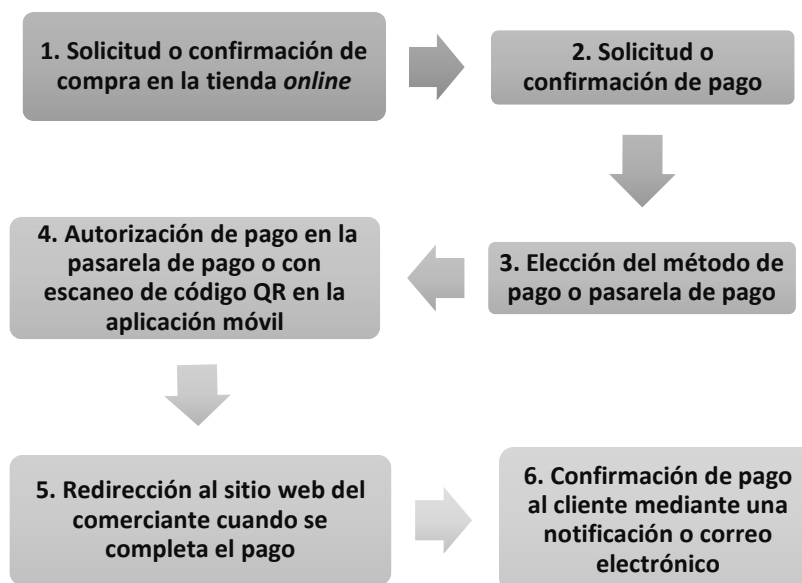 1. Solicitud o confirmación de
compra en la tienda online
2. Solicitud o
confirmación de pago
3. Elección del método de
pago o pasarela de pago
4. Autorización de pago en la
pasarela de pago o con
escaneo de código QR en la
aplicación móvil
5. Redirección al sitio web del
comerciante cuando se
completa el pago
6. Confirmación de pago
al cliente mediante una
notificación o correo
electrónico